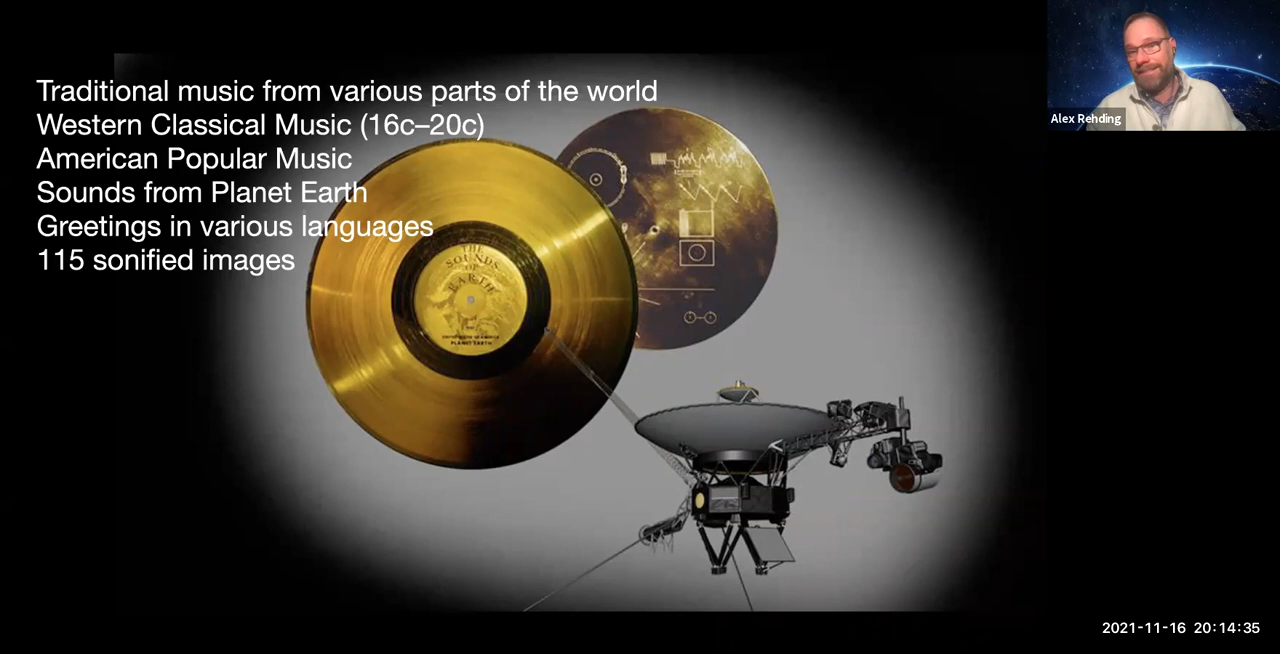 Traditional music from various parts of the world
Western Classical Music (16c–20c)
American Popular Music
Sounds from Planet Earth
Greetings in various languages
115 sonified images
Alex Rehding
THE
SOUNDS
OF
EARTH
PLANET EARTH
2021-11-16 20:14:35